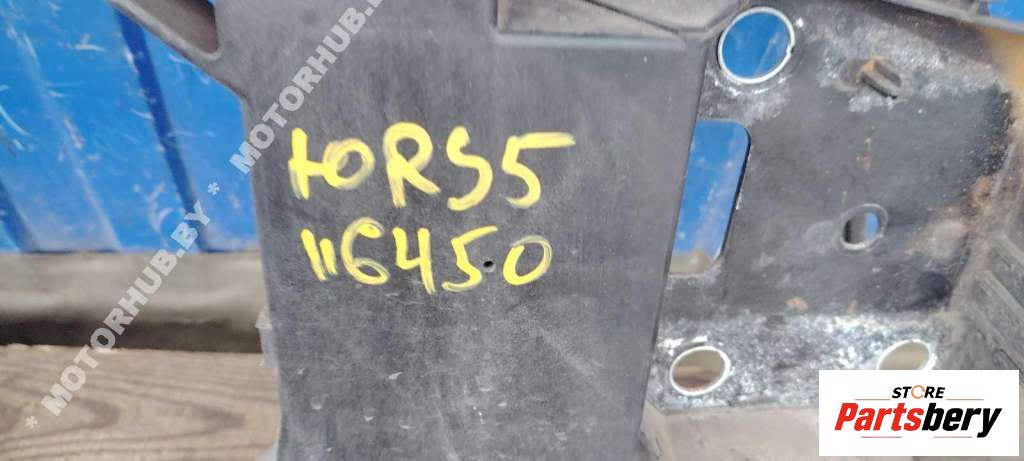 * MOTORHUB.BY * MOTORHUB.BY
ЮRS5
116450
STORE
Partsbery